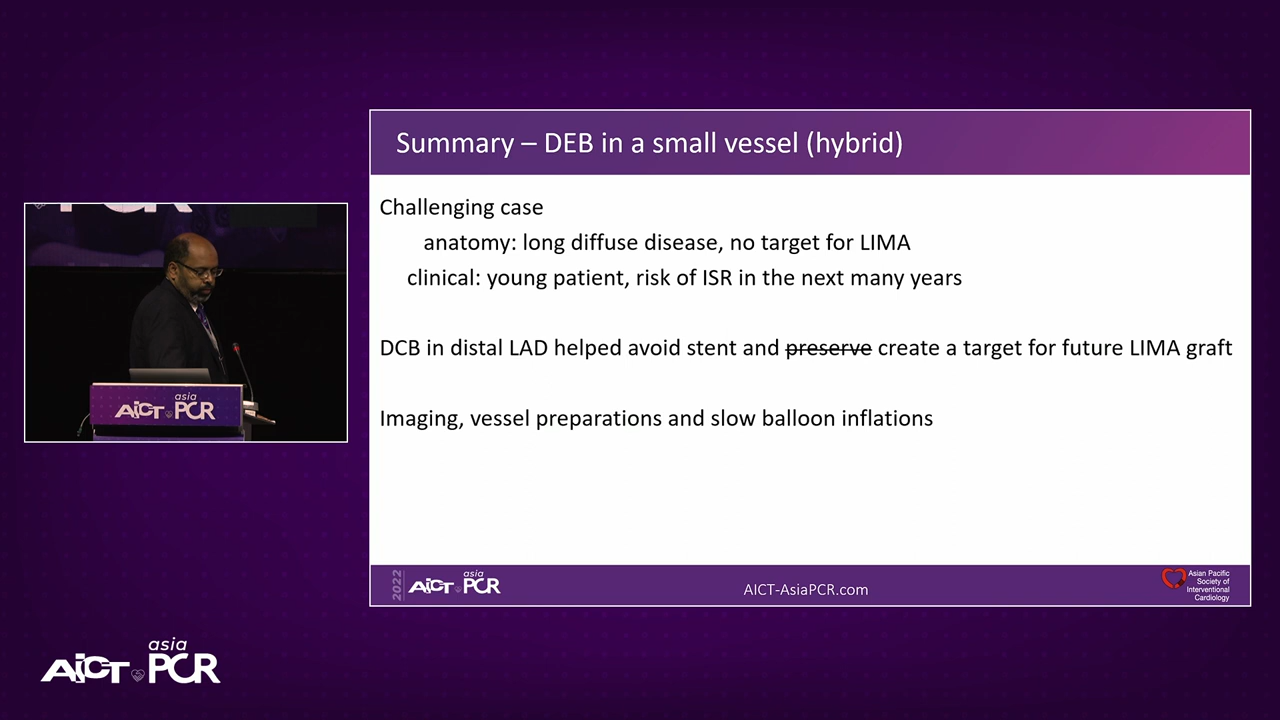 PCR
asia
AICT PCR
Summary – DEB in a small vessel (hybrid)
Challenging case
anatomy: long diffuse disease, no target for LIMA
clinical: young patient, risk of ISR in the next many years
DCB in distal LAD helped avoid stent and preserve create a target for future LIMA graft
Imaging, vessel preparations and slow balloon inflations
2022
asia
AICT PCR
AICT-AsiaPCR.com
Asian Pacific
Society of
Interventional
Cardiology
asia
AICT PCR